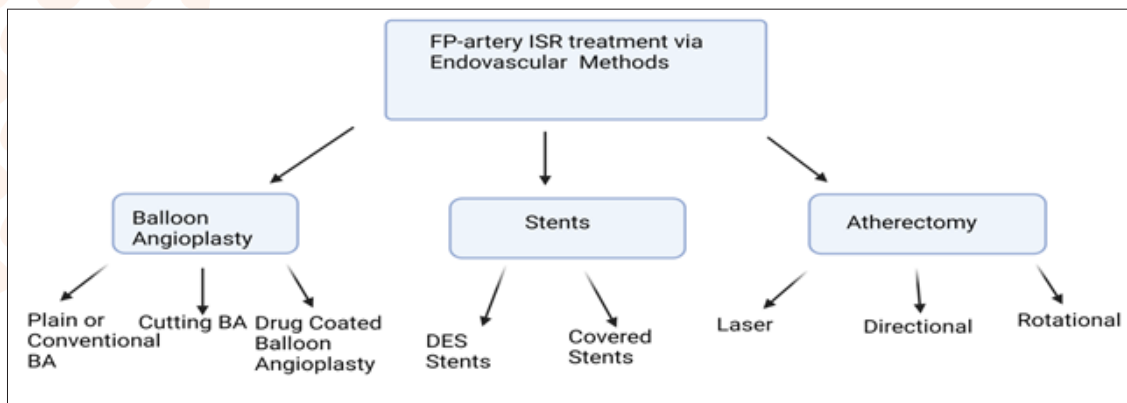 FP-artery ISR treatment via
Endovascular Methods
Balloon
Angioplasty
Stents
Atherectomy
Plain or
Conventional
BA
Cutting BA
Drug Coated
Balloon
Angioplasty
DES
Stents
Covered
Stents
Laser
Directional
Rotational